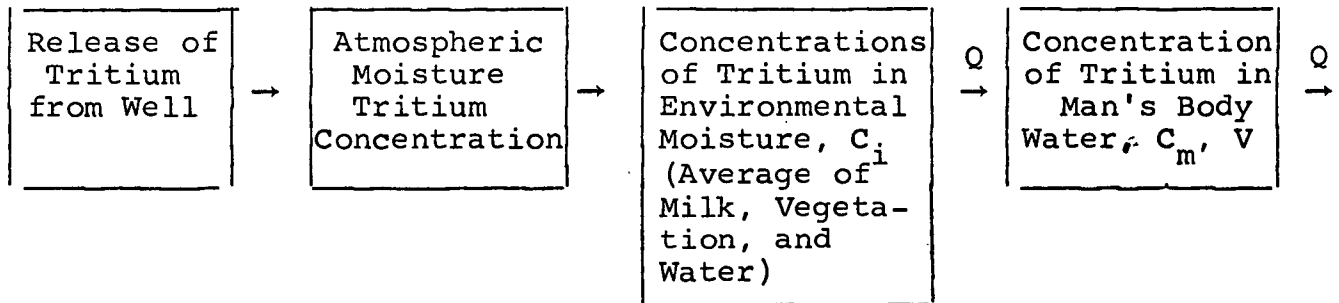 Release of
Tritium
from Well
→
Atmospheric
Moisture
Tritium
Concentration
→
Concentrations
of Tritium in
Environmental
Moisture, C_i
(Average of
Milk, Vegeta-
tion, and
Water)
Q
→
Concentration
of Tritium in
Man's Body
Water, C_m, V
Q
→